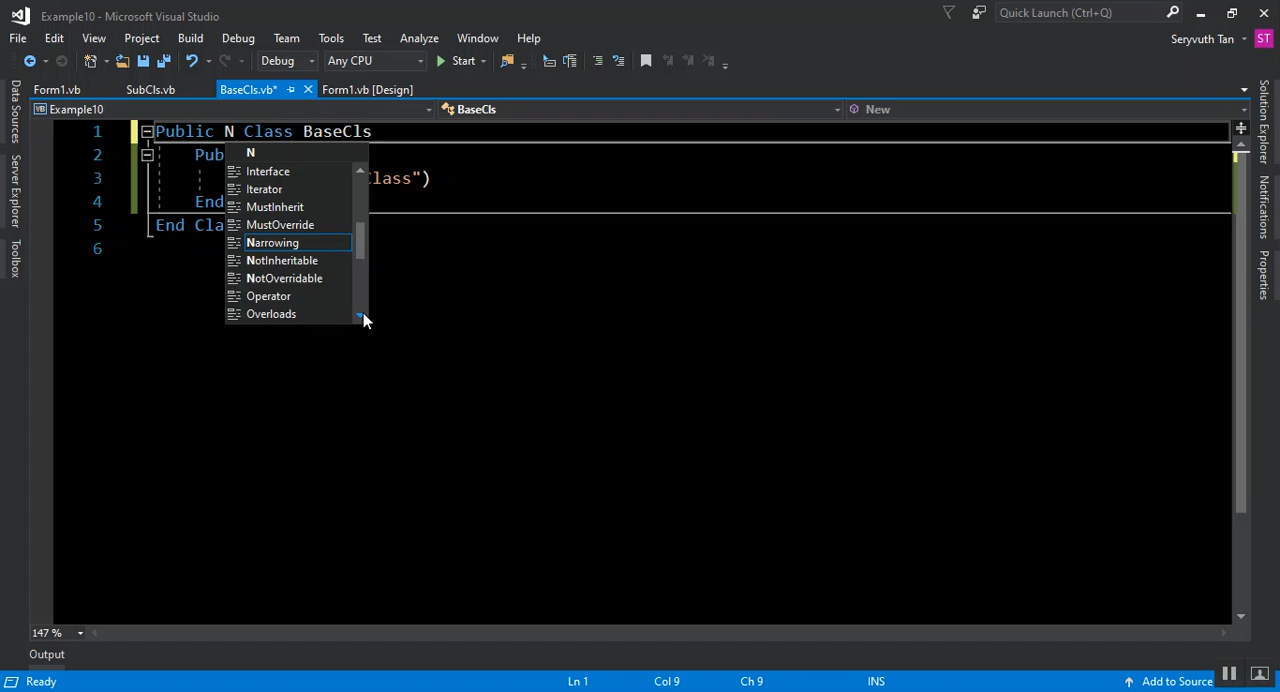 Example10 - Microsoft Visual Studio
Quick Launch (Ctrl+Q)
File Edit View Project Build Debug Team Tools Test Analyze Window Help
Seryvuth Tan ST
Debug Any CPU Start
Form1.vb SubCls.vb BaseCls.vb* Form1.vb [Design]
VB Example10 BaseCls New
Data Sources
Server Explorer
Toolbox
1 Public N Class BaseCls
2 Pub
3 lass")
4 End
5 End Cla
6
N
Interface
Iterator
MustInherit
MustOverride
Narrowing
NotInheritable
NotOverridable
Operator
Overloads
Solution Explorer
Notifications
Properties
147 %
Output
Ready Ln 1 Col 9 Ch 9 INS Add to Source